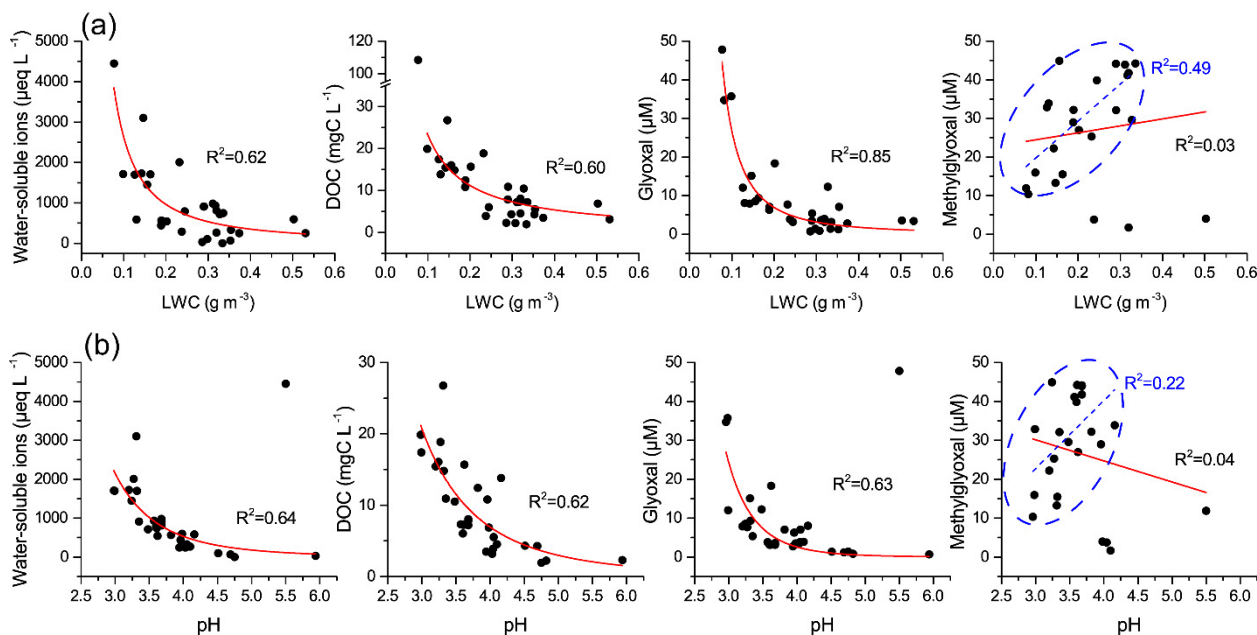 (a)
5000
4000
3000
2000
1000
0
Water-soluble ions (μeq L⁻¹)
R²=0.62
0.0 0.1 0.2 0.3 0.4 0.5 0.6
LWC (g m⁻³)
120
100
20
10
0
DOC (mgC L⁻¹)
R²=0.60
0.0 0.1 0.2 0.3 0.4 0.5 0.6
LWC (g m⁻³)
50
40
30
20
10
0
Glyoxal (μM)
R²=0.85
0.0 0.1 0.2 0.3 0.4 0.5 0.6
LWC (g m⁻³)
50
40
30
20
10
0
Methylglyoxal (μM)
R²=0.49
R²=0.03
0.0 0.1 0.2 0.3 0.4 0.5 0.6
LWC (g m⁻³)
(b)
5000
4000
3000
2000
1000
0
Water-soluble ions (μeq L⁻¹)
R²=0.64
2.5 3.0 3.5 4.0 4.5 5.0 5.5 6.0
pH
30
20
10
0
DOC (mgC L⁻¹)
R²=0.62
2.5 3.0 3.5 4.0 4.5 5.0 5.5 6.0
pH
50
40
30
20
10
0
Glyoxal (μM)
R²=0.63
2.5 3.0 3.5 4.0 4.5 5.0 5.5 6.0
pH
50
40
30
20
10
0
Methylglyoxal (μM)
R²=0.22
R²=0.04
2.5 3.0 3.5 4.0 4.5 5.0 5.5 6.0
pH